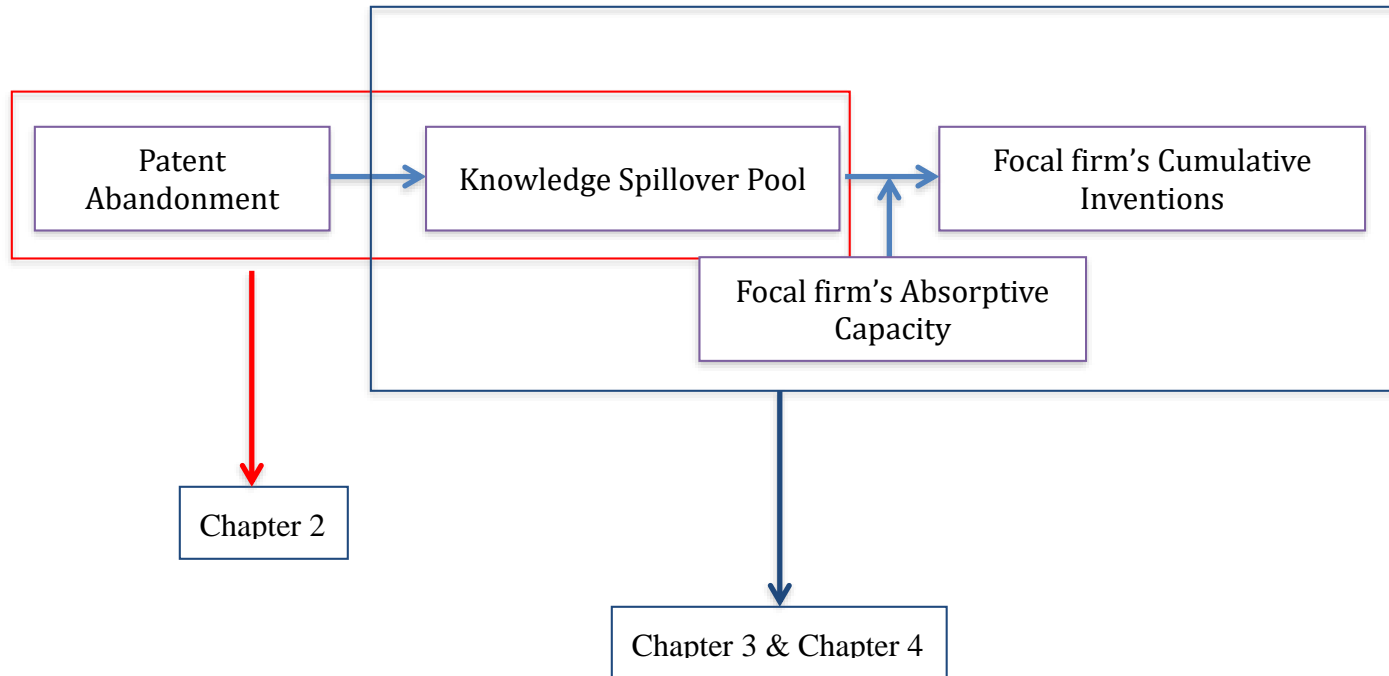 Patent
Abandonment
Knowledge Spillover Pool
Focal firm's Cumulative
Inventions
Focal firm's Absorptive
Capacity
Chapter 2
Chapter 3 & Chapter 4